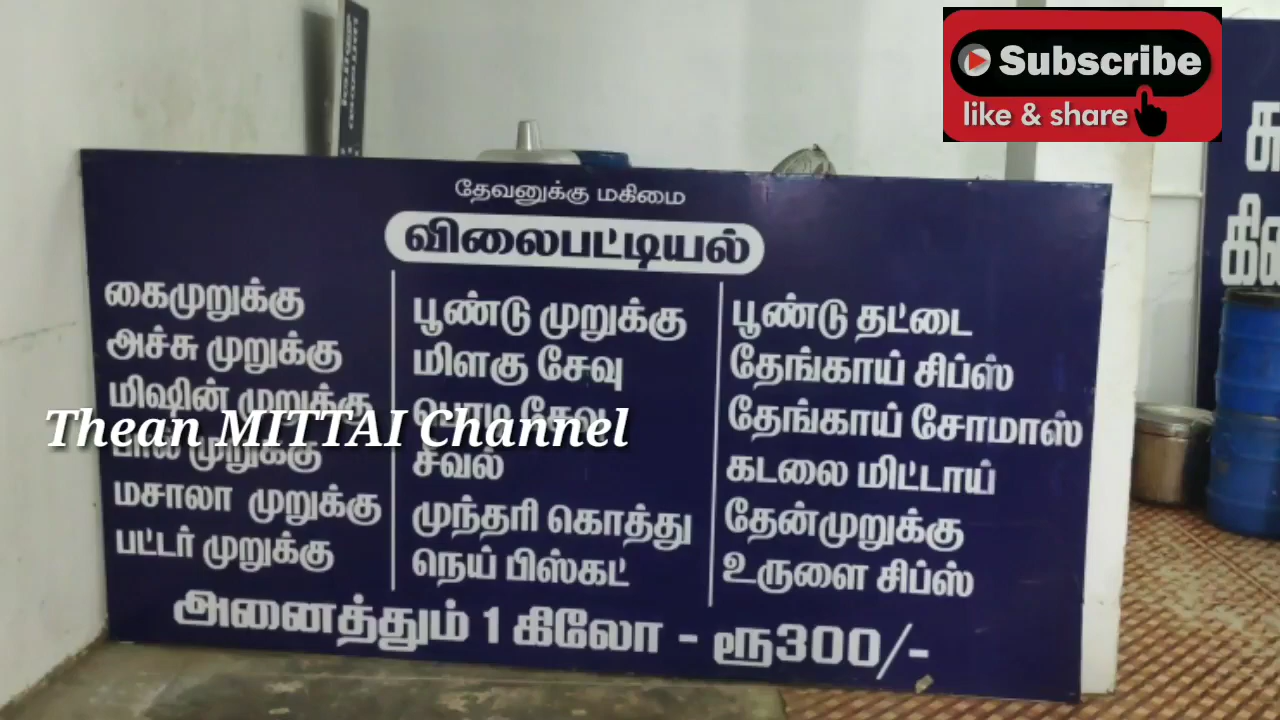 Subscribe
like & share
தேவனுக்கு மகிமை
விலைபட்டியல்
கைமுறுக்கு
அச்சு முறுக்கு
மிஷின் முறுக்கு
பால் முறுக்கு
மசாலா முறுக்கு
பட்டர் முறுக்கு
பூண்டு முறுக்கு
மிளகு சேவு
பொடி சேவு
சீவல்
முந்தரி கொத்து
நெய் பிஸ்கட்
பூண்டு தட்டை
தேங்காய் சிப்ஸ்
தேங்காய் சோமாஸ்
கடலை மிட்டாய்
தேன்முறுக்கு
உருளை சிப்ஸ்
அனைத்தும் 1 கிலோ - ரூ300/-
Thean MITTAI Channel